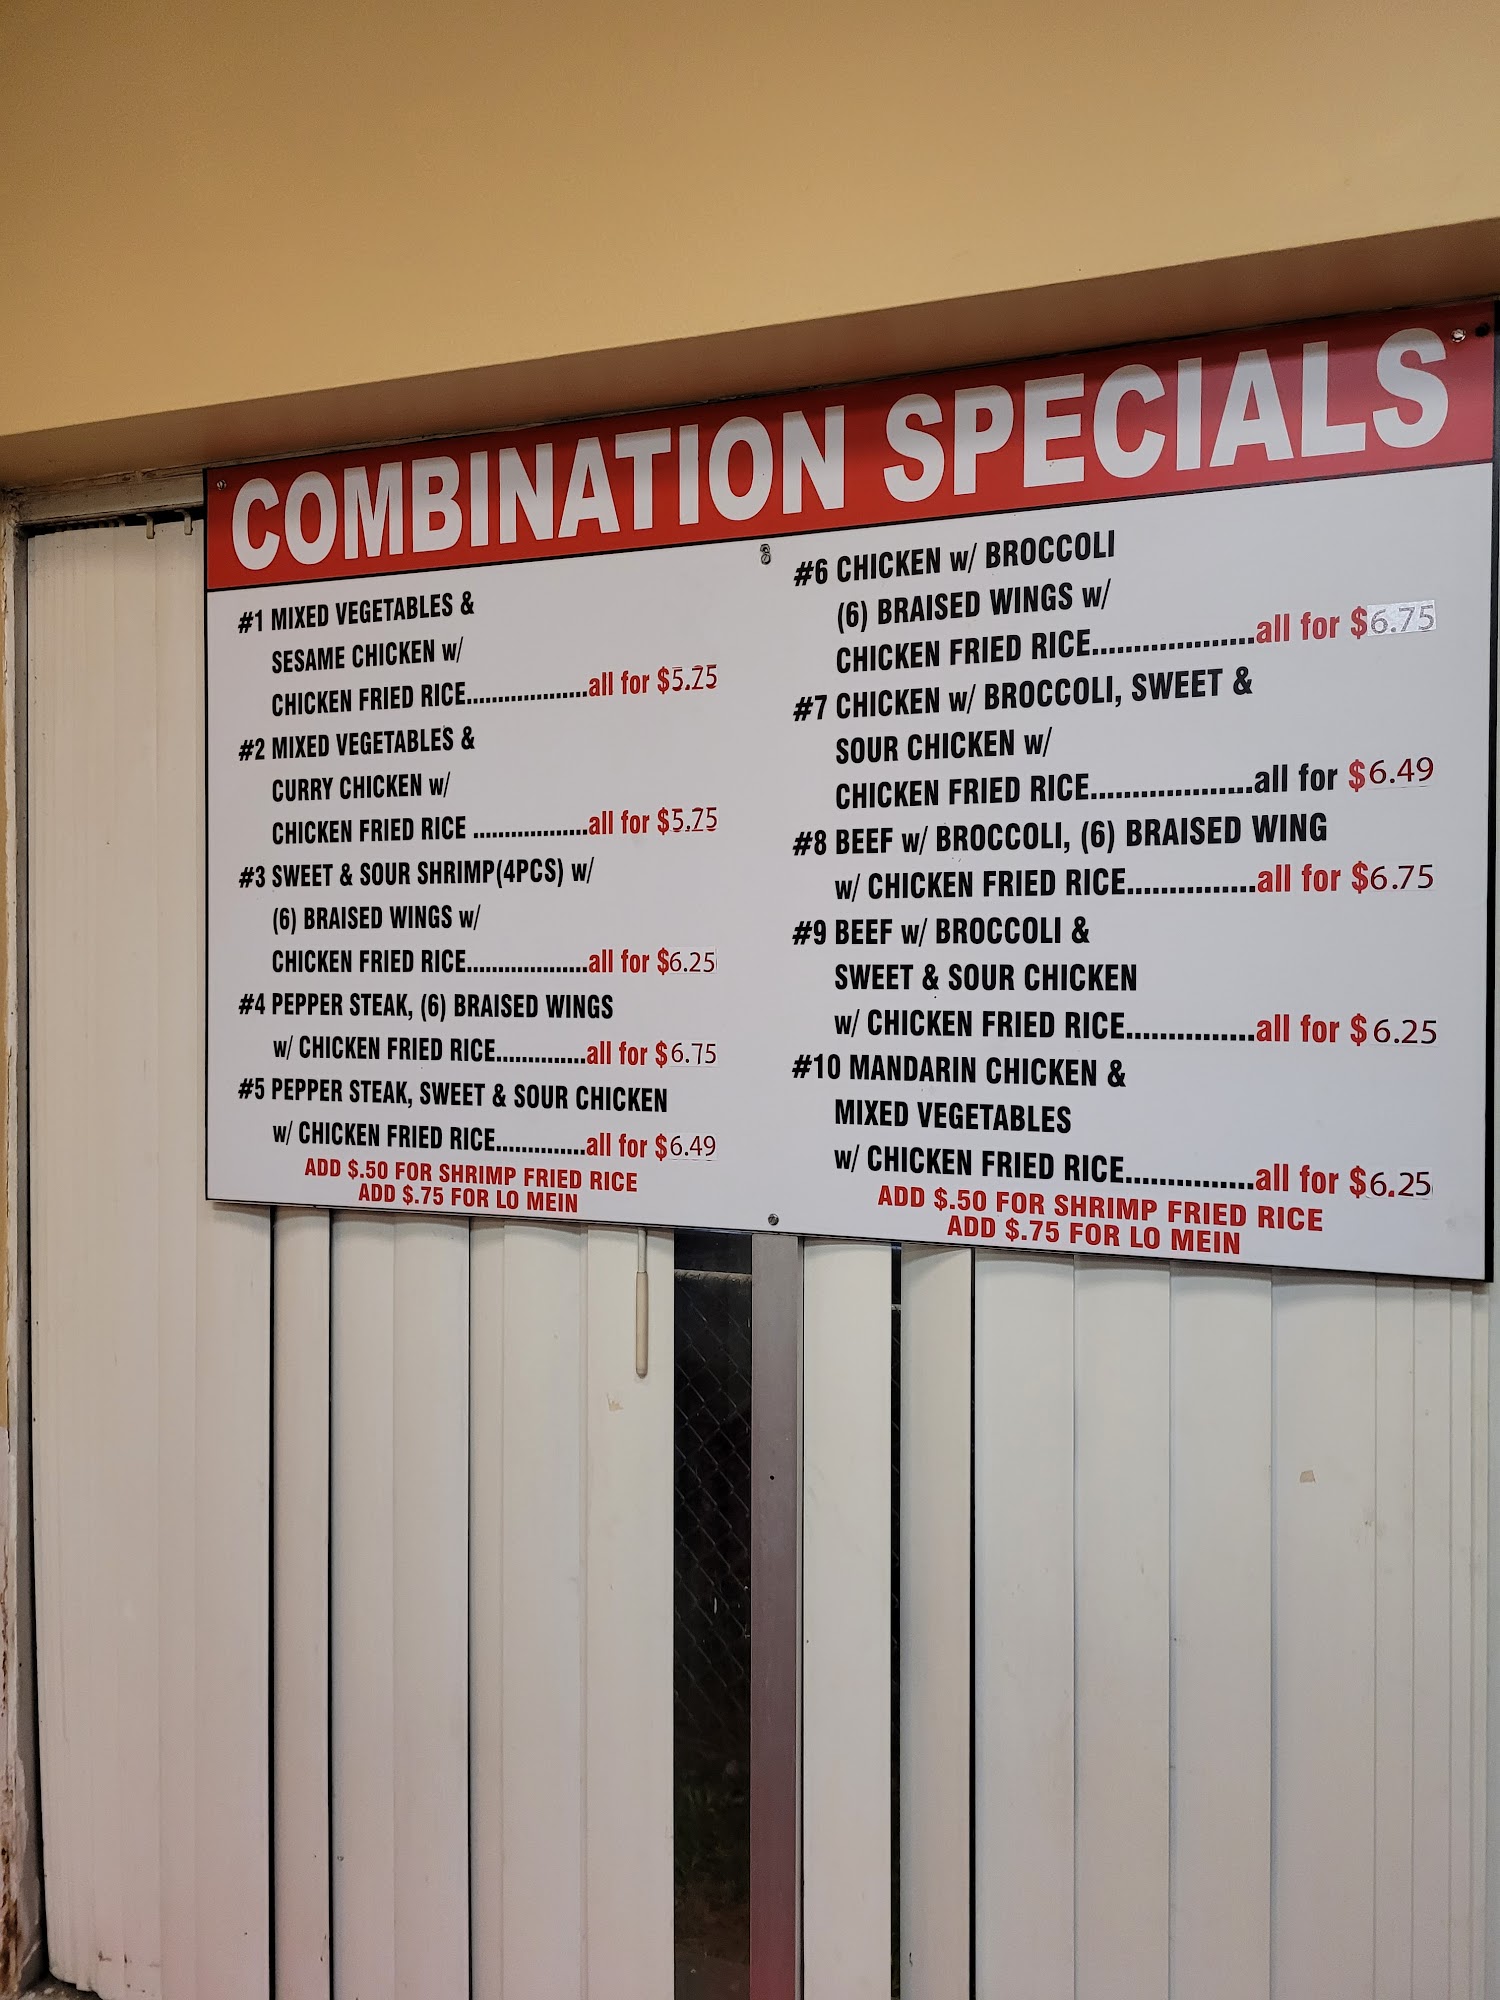 COMBINATION SPECIALS
#1 MIXED VEGETABLES &
SESAME CHICKEN w/
CHICKEN FRIED RICE...................all for $5.75
#2 MIXED VEGETABLES &
CURRY CHICKEN w/
CHICKEN FRIED RICE ..................all for $5.75
#3 SWEET & SOUR SHRIMP(4PCS) w/
(6) BRAISED WINGS w/
CHICKEN FRIED RICE...................all for $6.25
#4 PEPPER STEAK, (6) BRAISED WINGS
w/ CHICKEN FRIED RICE..............all for $6.75
#5 PEPPER STEAK, SWEET & SOUR CHICKEN
w/ CHICKEN FRIED RICE..............all for $6.49
ADD $.50 FOR SHRIMP FRIED RICE
ADD $.75 FOR LO MEIN
#6 CHICKEN w/ BROCCOLI
(6) BRAISED WINGS w/
CHICKEN FRIED RICE...................all for $6.75
#7 CHICKEN w/ BROCCOLI, SWEET &
SOUR CHICKEN w/
CHICKEN FRIED RICE...................all for $6.49
#8 BEEF w/ BROCCOLI, (6) BRAISED WING
w/ CHICKEN FRIED RICE...............all for $6.75
#9 BEEF w/ BROCCOLI &
SWEET & SOUR CHICKEN
w/ CHICKEN FRIED RICE...............all for $6.25
#10 MANDARIN CHICKEN &
MIXED VEGETABLES
w/ CHICKEN FRIED RICE...............all for $6.25
ADD $.50 FOR SHRIMP FRIED RICE
ADD $.75 FOR LO MEIN